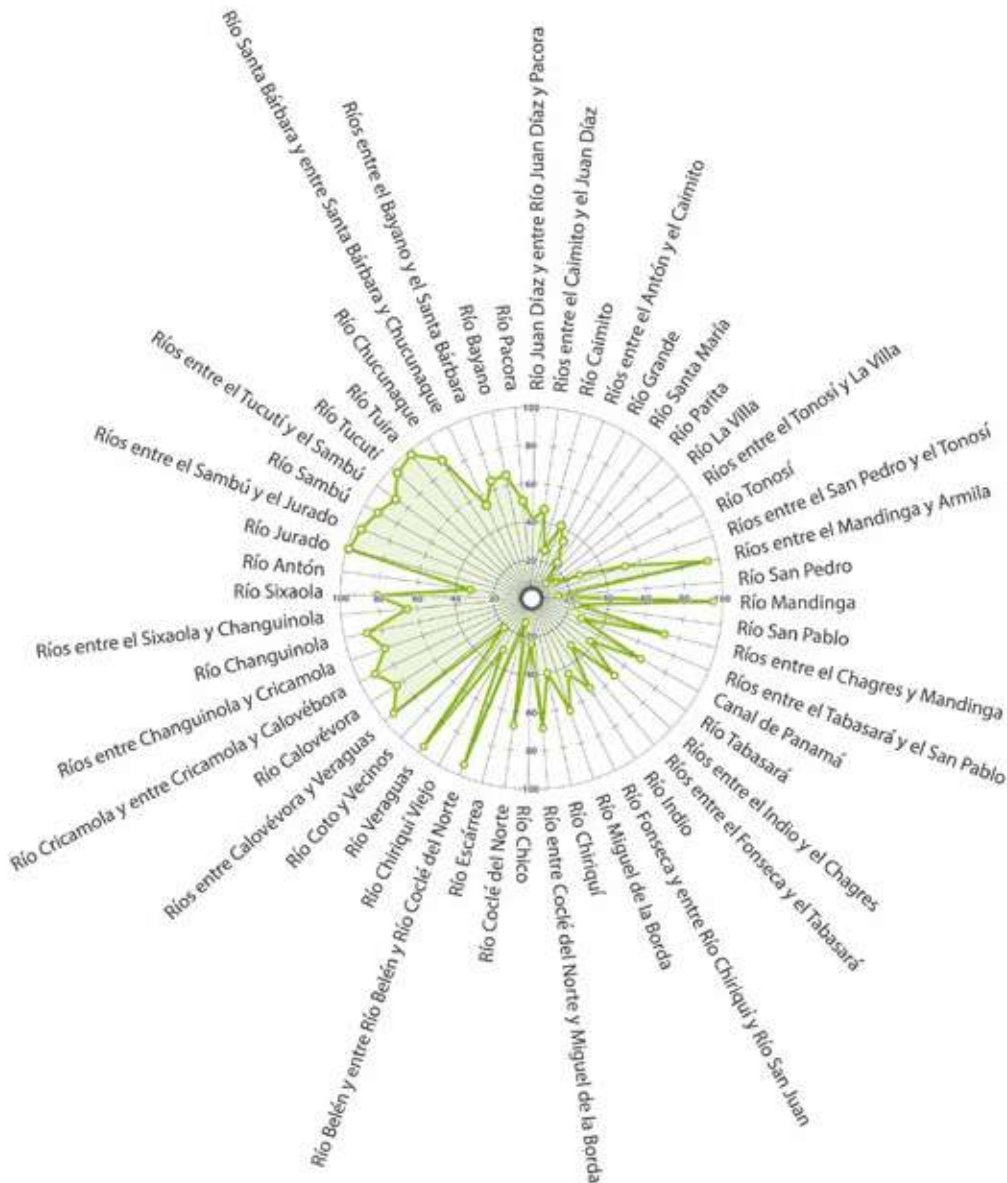 Río Juan Díaz y entre Río Juan Díaz y Pacora
Ríos entre el Caimito y el Juan Díaz
Río Caimito
Ríos entre el Antón y el Caimito
Río Grande
Río Santa María
Río Parita
Río La Villa
Ríos entre el Tonosí y La Villa
Río Tonosí
Ríos entre el San Pedro y el Tonosí
Ríos entre el Mandinga y Armila
Río San Pedro
Río Mandinga
Río San Pablo
Ríos entre el Chagres y Mandinga
Ríos entre el Tabasará y el San Pablo
Canal de Panamá
Río Tabasará
Ríos entre el Indio y el Chagres
Ríos entre el Fonseca y el Tabasará
Río Indio
Río Fonseca y entre Río Chiriquí y Río San Juan
Río Miguel de la Borda
Río Chiriquí
Río entre Coclé del Norte y Miguel de la Borda
Río Chico
Río Coclé del Norte
Río Escárrea
Río Belén y entre Río Belén y Río Coclé del Norte
Río Chiriquí Viejo
Río Veraguas
Río Coto y Vecinos
Ríos entre Calovévora y Veraguas
Río Calovévora
Río Cricamola y entre Cricamola y Calovébora
Ríos entre Changuinola y Cricamola
Río Changuinola
Ríos entre el Sixaola y Changuinola
Río Sixaola
Río Antón
Río Jurado
Ríos entre el Sambú y el Jurado
Río Sambú
Ríos entre el Tucutí y el Sambú
Río Tucutí
Río Tuira
Río Chucunaque
Río Santa Bárbara y entre Santa Bárbara y Chucunaque
Ríos entre el Bayano y el Santa Bárbara
Río Bayano
Río Pacora
100
80
60
40
20
100
80
60
20
100
100